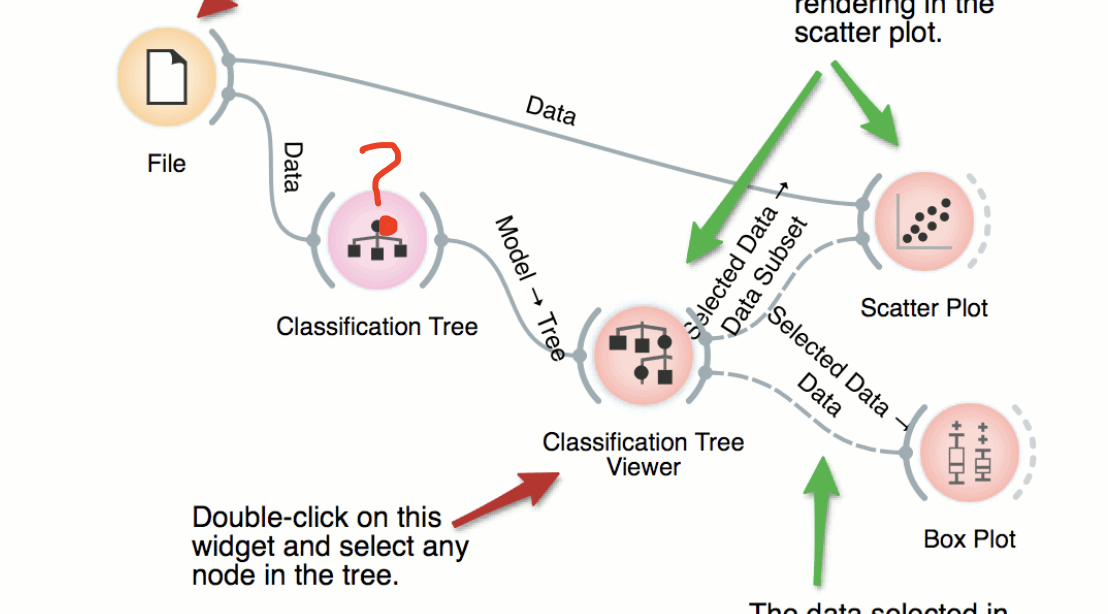 rendering in the
scatter plot.
Data
File
Data
?
Model → Tree
Selected Data →
Data Subset
Classification Tree
Scatter Plot
Selected Data →
Data
Classification Tree
Viewer
Double-click on this
widget and select any
node in the tree.
Box Plot
The data selected in